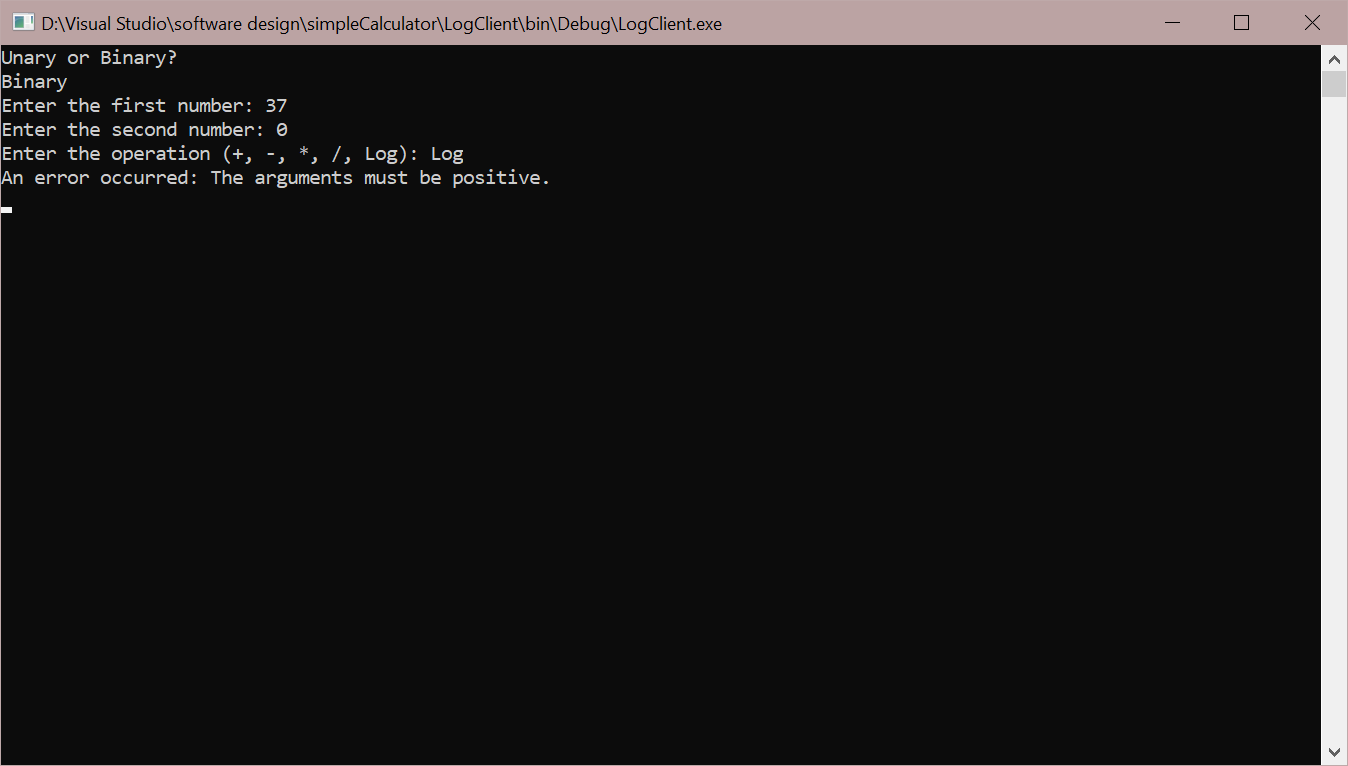 D:\Visual Studio\software design\simpleCalculator\LogClient\bin\Debug\LogClient.exe
Unary or Binary?
Binary
Enter the first number: 37
Enter the second number: 0
Enter the operation (+, -, *, /, Log): Log
An error occurred: The arguments must be positive.